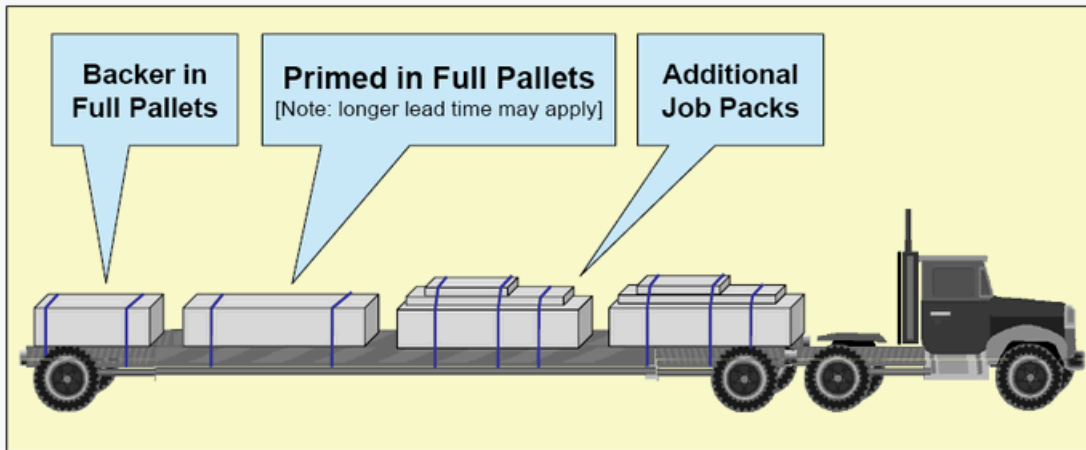 Backer in
Full Pallets
Primed in Full Pallets
[Note: longer lead time may apply]
Additional
Job Packs